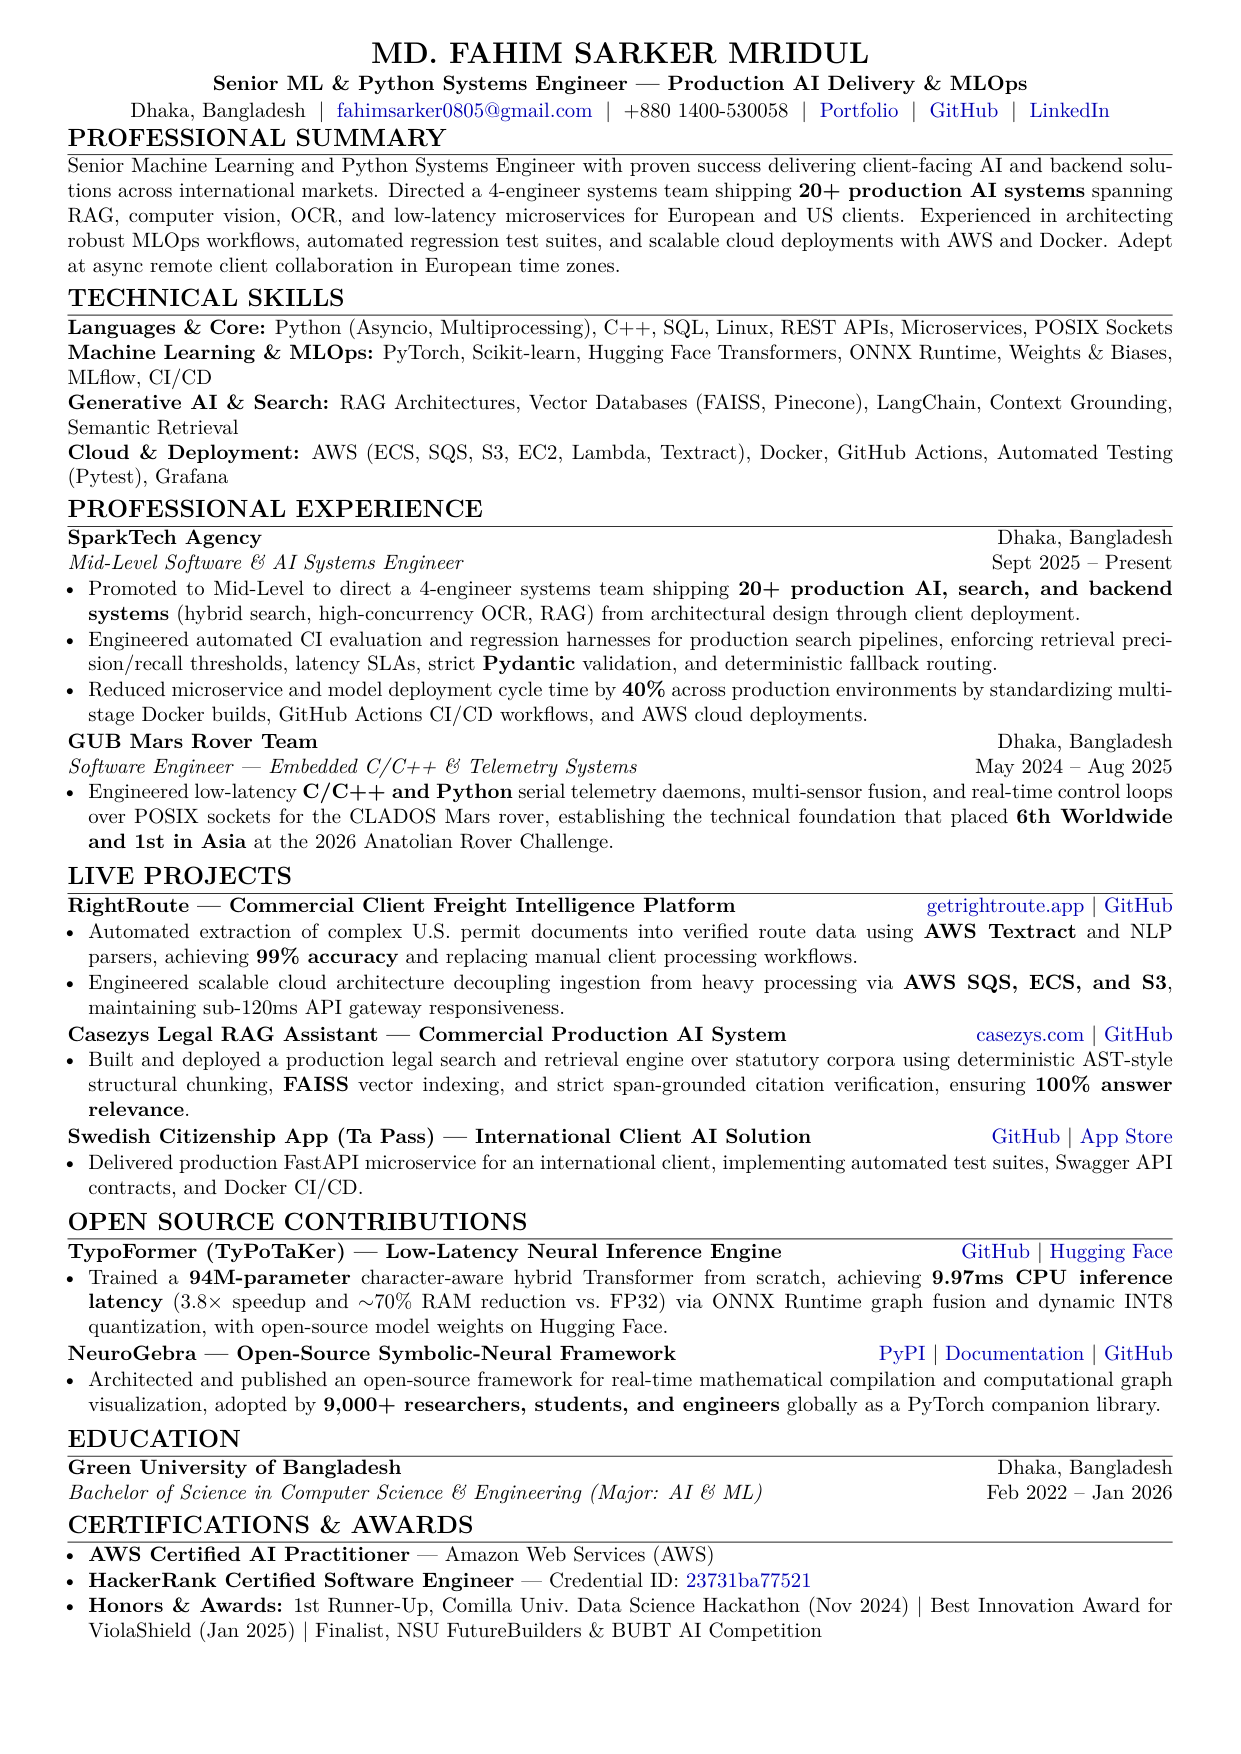 MD. FAHIM SARKER MRIDUL
Senior ML & Python Systems Engineer — Production AI Delivery & MLOps
Dhaka, Bangladesh | fahimsarker0805@gmail.com | +880 1400-530058 | Portfolio | GitHub | LinkedIn
PROFESSIONAL SUMMARY
Senior Machine Learning and Python Systems Engineer with proven success delivering client-facing AI and backend solu-
tions across international markets. Directed a 4-engineer systems team shipping 20+ production AI systems spanning
RAG, computer vision, OCR, and low-latency microservices for European and US clients. Experienced in architecting
robust MLOps workflows, automated regression test suites, and scalable cloud deployments with AWS and Docker. Adept
at async remote client collaboration in European time zones.
TECHNICAL SKILLS
Languages & Core: Python (Asyncio, Multiprocessing), C++, SQL, Linux, REST APIs, Microservices, POSIX Sockets
Machine Learning & MLOps: PyTorch, Scikit-learn, Hugging Face Transformers, ONNX Runtime, Weights & Biases,
MLflow, CI/CD
Generative AI & Search: RAG Architectures, Vector Databases (FAISS, Pinecone), LangChain, Context Grounding,
Semantic Retrieval
Cloud & Deployment: AWS (ECS, SQS, S3, EC2, Lambda, Textract), Docker, GitHub Actions, Automated Testing
(Pytest), Grafana
PROFESSIONAL EXPERIENCE
SparkTech Agency Dhaka, Bangladesh
Mid-Level Software & AI Systems Engineer Sept 2025 – Present
• Promoted to Mid-Level to direct a 4-engineer systems team shipping 20+ production AI, search, and backend
systems (hybrid search, high-concurrency OCR, RAG) from architectural design through client deployment.
• Engineered automated CI evaluation and regression harnesses for production search pipelines, enforcing retrieval preci-
sion/recall thresholds, latency SLAs, strict Pydantic validation, and deterministic fallback routing.
• Reduced microservice and model deployment cycle time by 40% across production environments by standardizing multi-
stage Docker builds, GitHub Actions CI/CD workflows, and AWS cloud deployments.
GUB Mars Rover Team Dhaka, Bangladesh
Software Engineer — Embedded C/C++ & Telemetry Systems May 2024 – Aug 2025
• Engineered low-latency C/C++ and Python serial telemetry daemons, multi-sensor fusion, and real-time control loops
over POSIX sockets for the CLADOS Mars rover, establishing the technical foundation that placed 6th Worldwide
and 1st in Asia at the 2026 Anatolian Rover Challenge.
LIVE PROJECTS
RightRoute — Commercial Client Freight Intelligence Platform getrightroute.app | GitHub
• Automated extraction of complex U.S. permit documents into verified route data using AWS Textract and NLP
parsers, achieving 99% accuracy and replacing manual client processing workflows.
• Engineered scalable cloud architecture decoupling ingestion from heavy processing via AWS SQS, ECS, and S3,
maintaining sub-120ms API gateway responsiveness.
Casezys Legal RAG Assistant — Commercial Production AI System casezys.com | GitHub
• Built and deployed a production legal search and retrieval engine over statutory corpora using deterministic AST-style
structural chunking, FAISS vector indexing, and strict span-grounded citation verification, ensuring 100% answer
relevance.
Swedish Citizenship App (Ta Pass) — International Client AI Solution GitHub | App Store
• Delivered production FastAPI microservice for an international client, implementing automated test suites, Swagger API
contracts, and Docker CI/CD.
OPEN SOURCE CONTRIBUTIONS
TypoFormer (TyPoTaKer) — Low-Latency Neural Inference Engine GitHub | Hugging Face
• Trained a 94M-parameter character-aware hybrid Transformer from scratch, achieving 9.97ms CPU inference
latency (3.8× speedup and ~70% RAM reduction vs. FP32) via ONNX Runtime graph fusion and dynamic INT8
quantization, with open-source model weights on Hugging Face.
NeuroGebra — Open-Source Symbolic-Neural Framework PyPI | Documentation | GitHub
• Architected and published an open-source framework for real-time mathematical compilation and computational graph
visualization, adopted by 9,000+ researchers, students, and engineers globally as a PyTorch companion library.
EDUCATION
Green University of Bangladesh Dhaka, Bangladesh
Bachelor of Science in Computer Science & Engineering (Major: AI & ML) Feb 2022 – Jan 2026
CERTIFICATIONS & AWARDS
• AWS Certified AI Practitioner — Amazon Web Services (AWS)
• HackerRank Certified Software Engineer — Credential ID: 23731ba77521
• Honors & Awards: 1st Runner-Up, Comilla Univ. Data Science Hackathon (Nov 2024) | Best Innovation Award for
ViolaShield (Jan 2025) | Finalist, NSU FutureBuilders & BUBT AI Competition